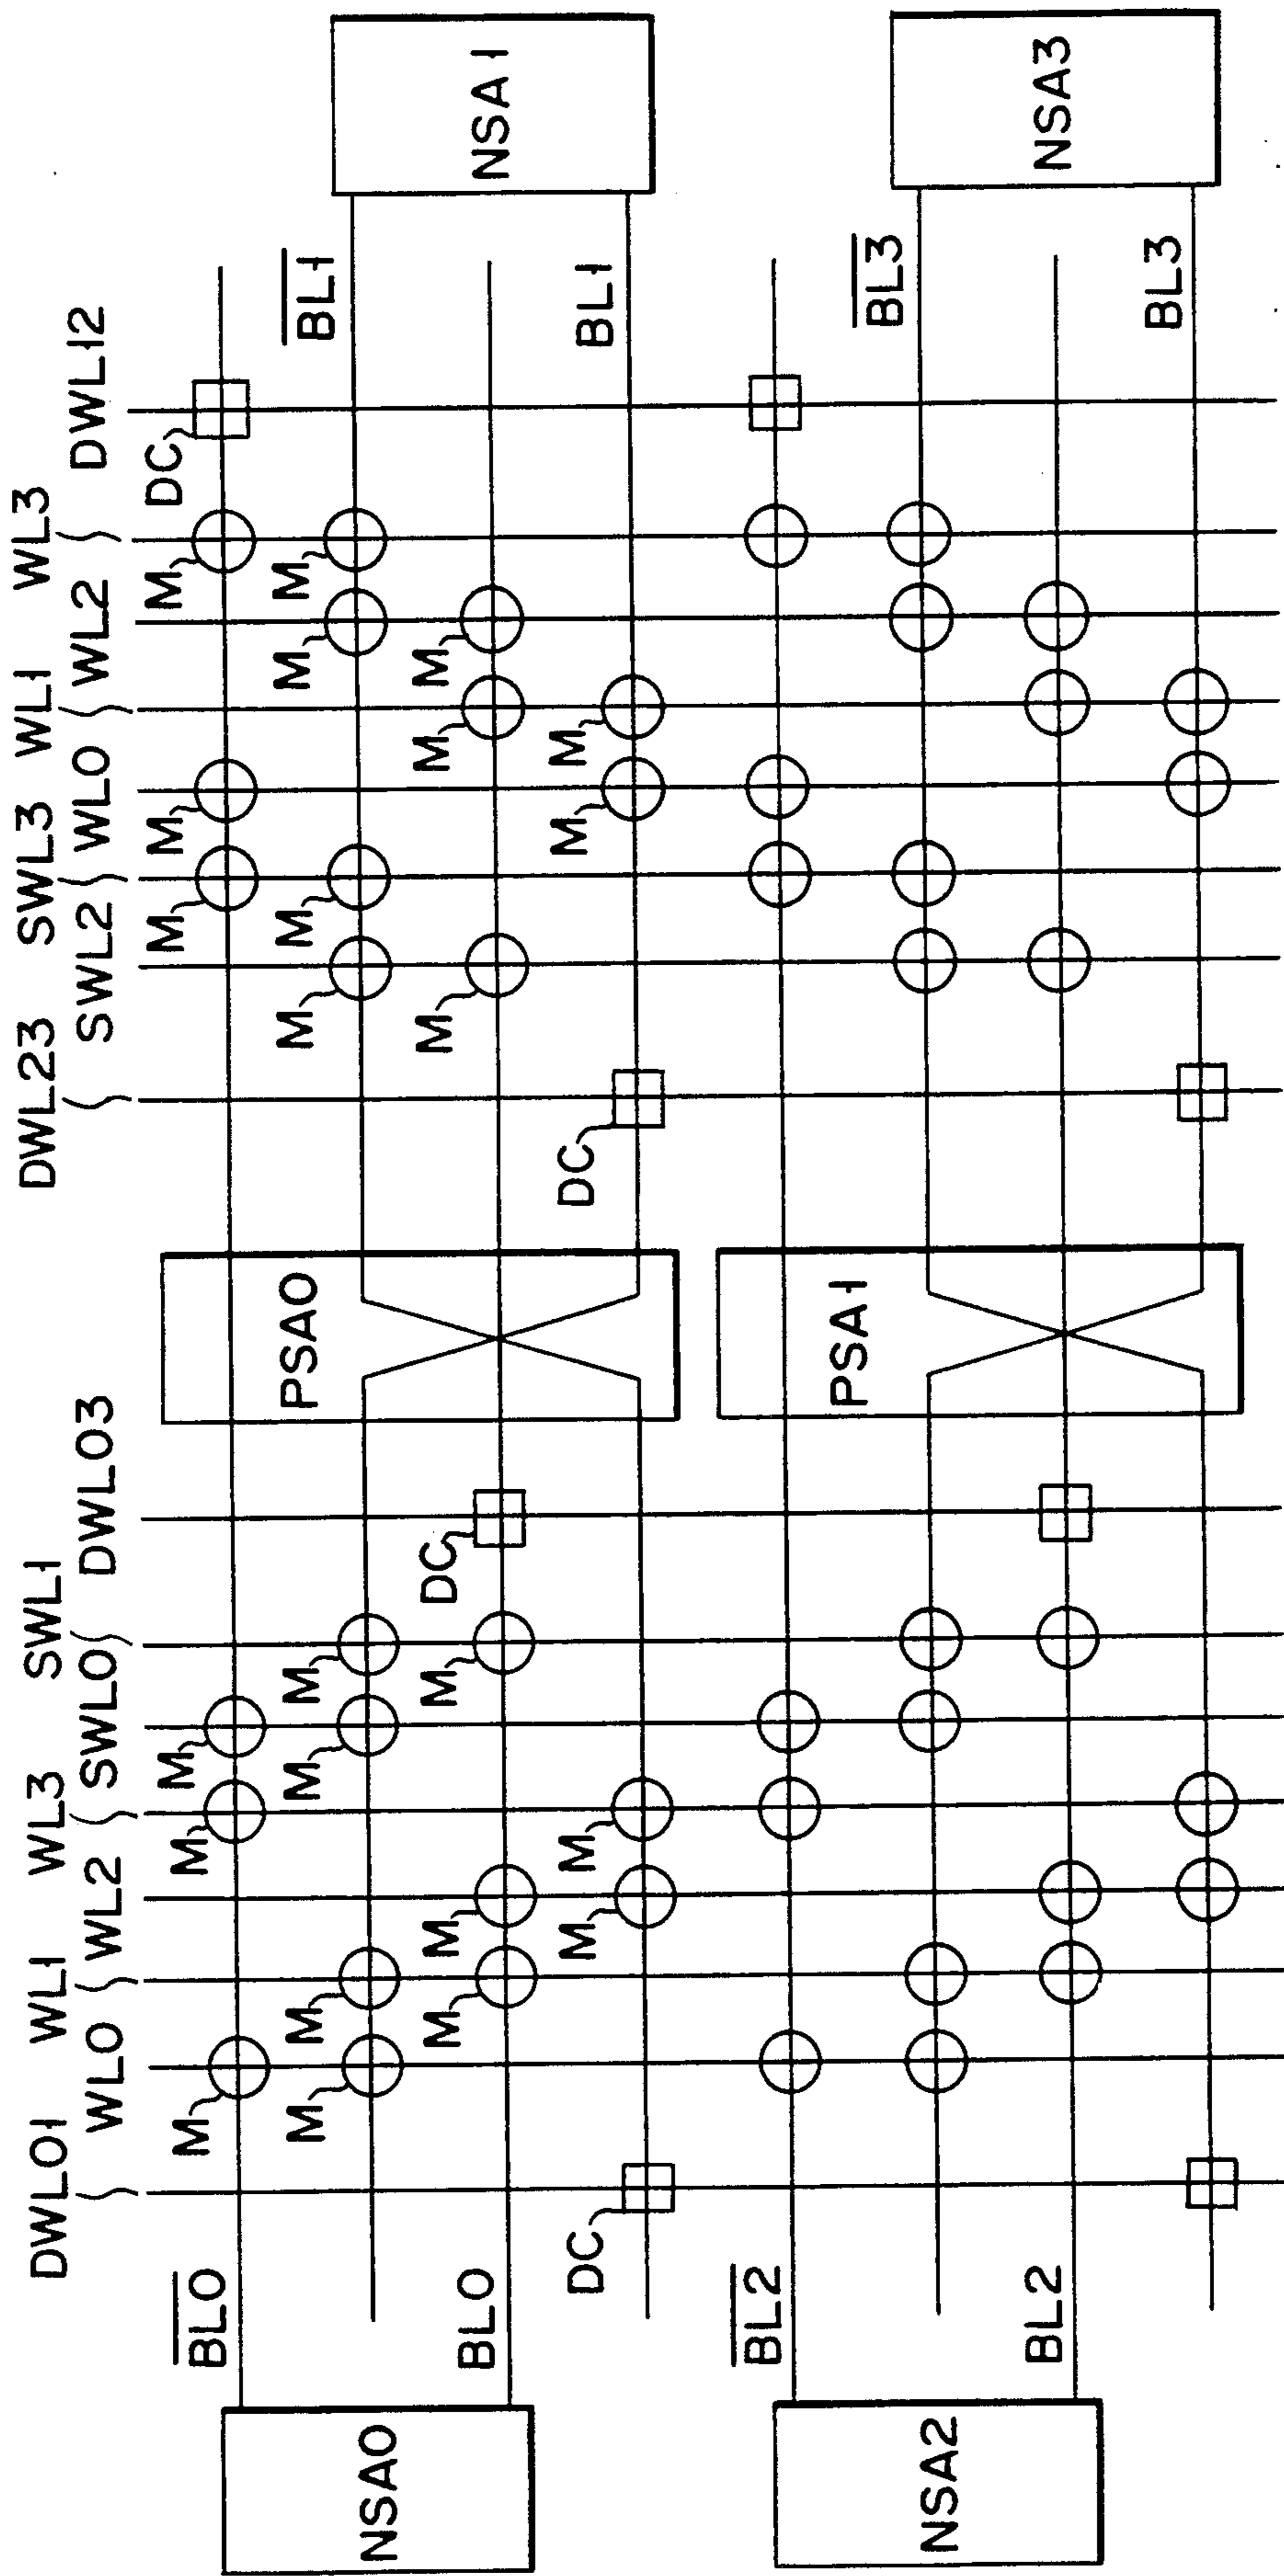 DWL01 WL1 WL3 SWL1 DWL23 SWL3 WL1 WL3
WL0 WL2 SWL0 DWL03 SWL2 WL0 WL2 DWL12
M M M M M M DC
BL0 BL1
M M M M M M M M
NSA0 PSA0 NSA1
BL0 M M M DC M M M BL1
DC M M DC M M
BL2 BL3
NSA2 PSA1 NSA3
BL2 BL3